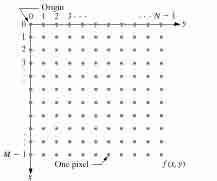 Origin
0 1 2 3 · · · · · · N − 1
y
0
1
2
3
M − 1
One pixel
f(x, y)
x